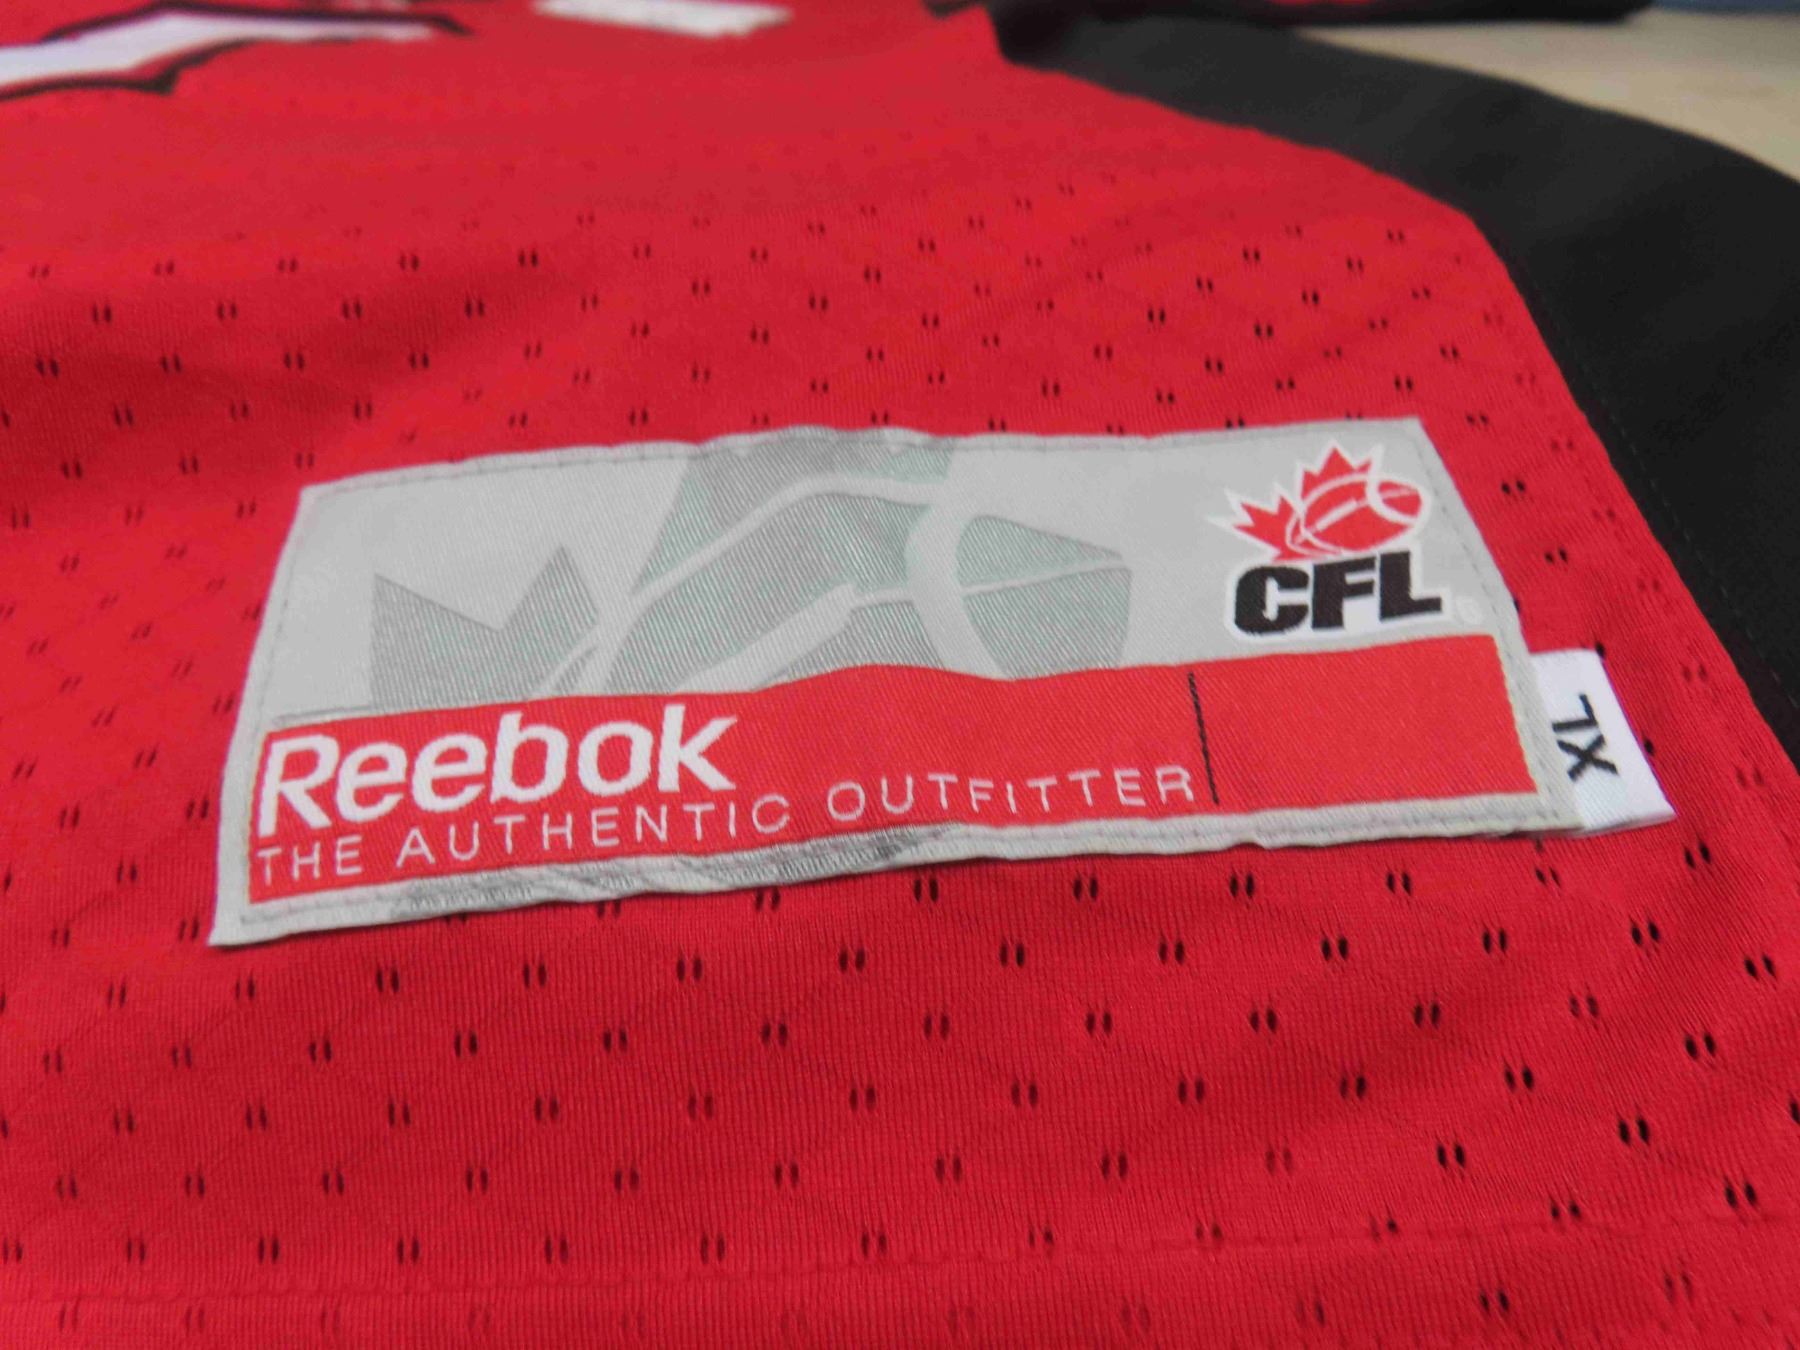 CFL
Reebok
THE AUTHENTIC OUTFITTER
XL